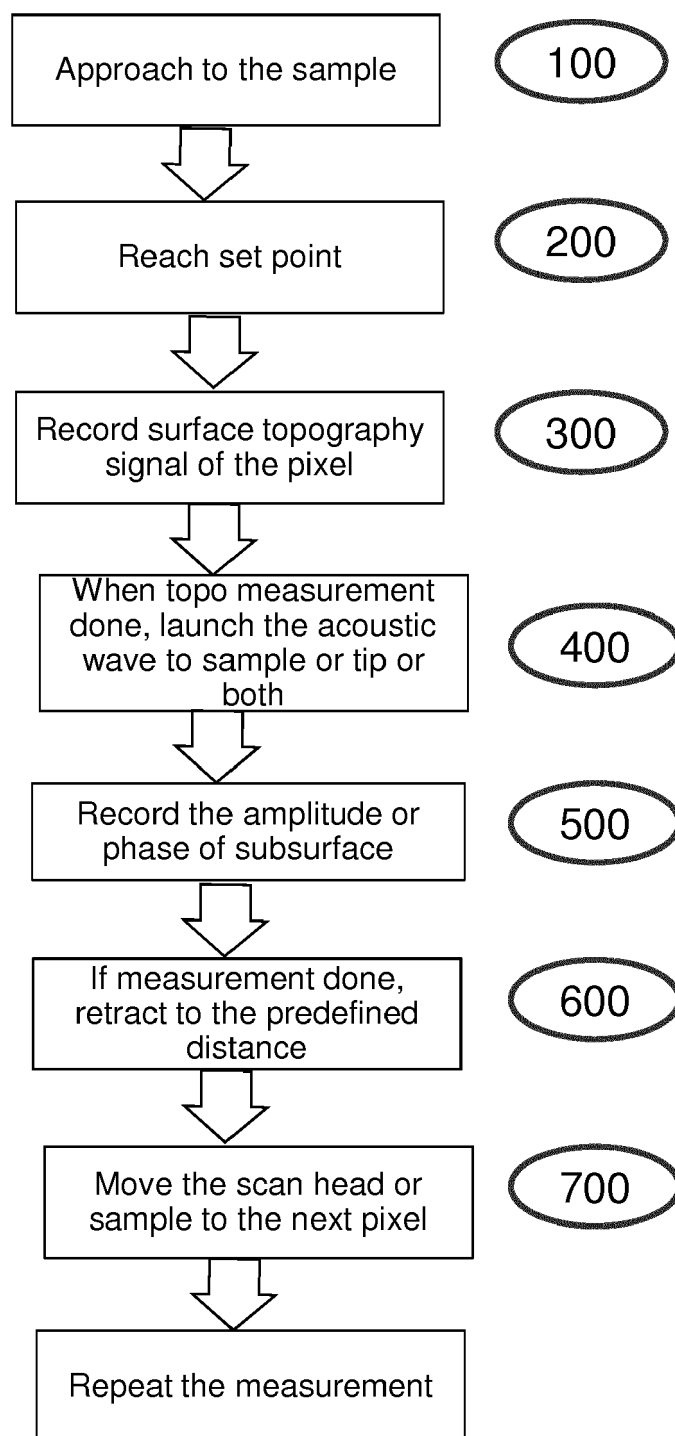 Approach to the sample
100
Reach set point
200
Record surface topography
signal of the pixel
300
When topo measurement
done, launch the acoustic
wave to sample or tip or
both
400
Record the amplitude or
phase of subsurface
500
If measurement done,
retract to the predefined
distance
600
Move the scan head or
sample to the next pixel
700
Repeat the measurement